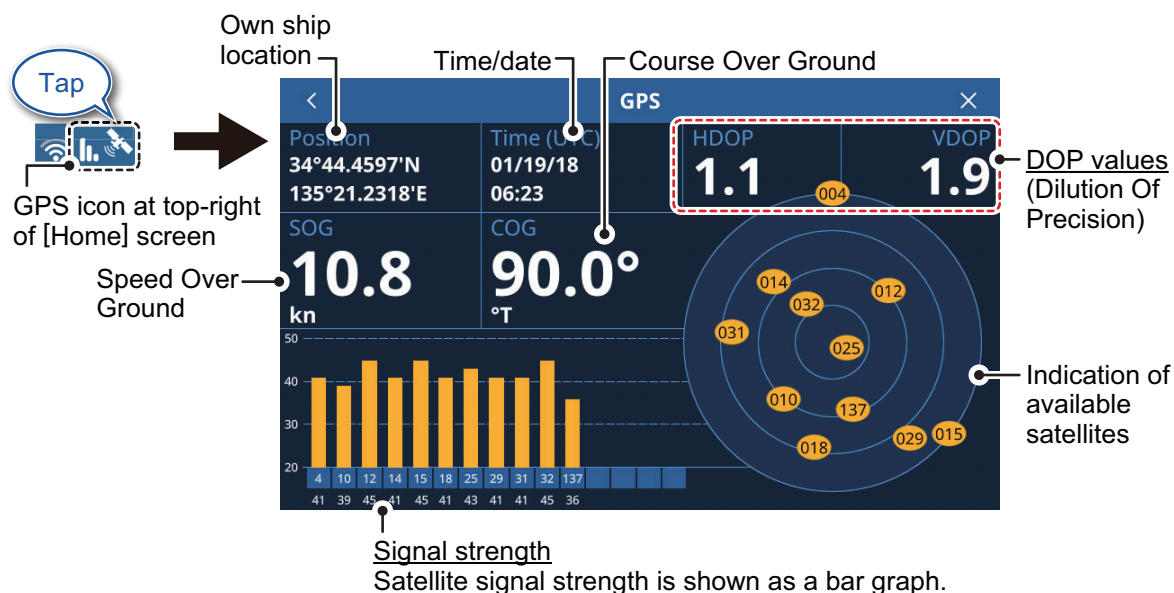 Own ship
location
Time/date
Course Over Ground
Tap
GPS icon at top-right
of [Home] screen
Speed Over
Ground
GPS
Position
34°44.4597'N
135°21.2318'E
Time (UTC)
01/19/18
06:23
HDOP
1.1
VDOP
1.9
DOP values
(Dilution Of
Precision)
SOG
10.8
kn
COG
90.0°
°T
004
014
032
012
031
025
010
137
018
029
015
Indication of
available
satellites
50
40
30
20
4 10 12 14 15 18 25 29 31 32 137
41 39 45 41 45 41 43 41 41 45 36
Signal strength
Satellite signal strength is shown as a bar graph.